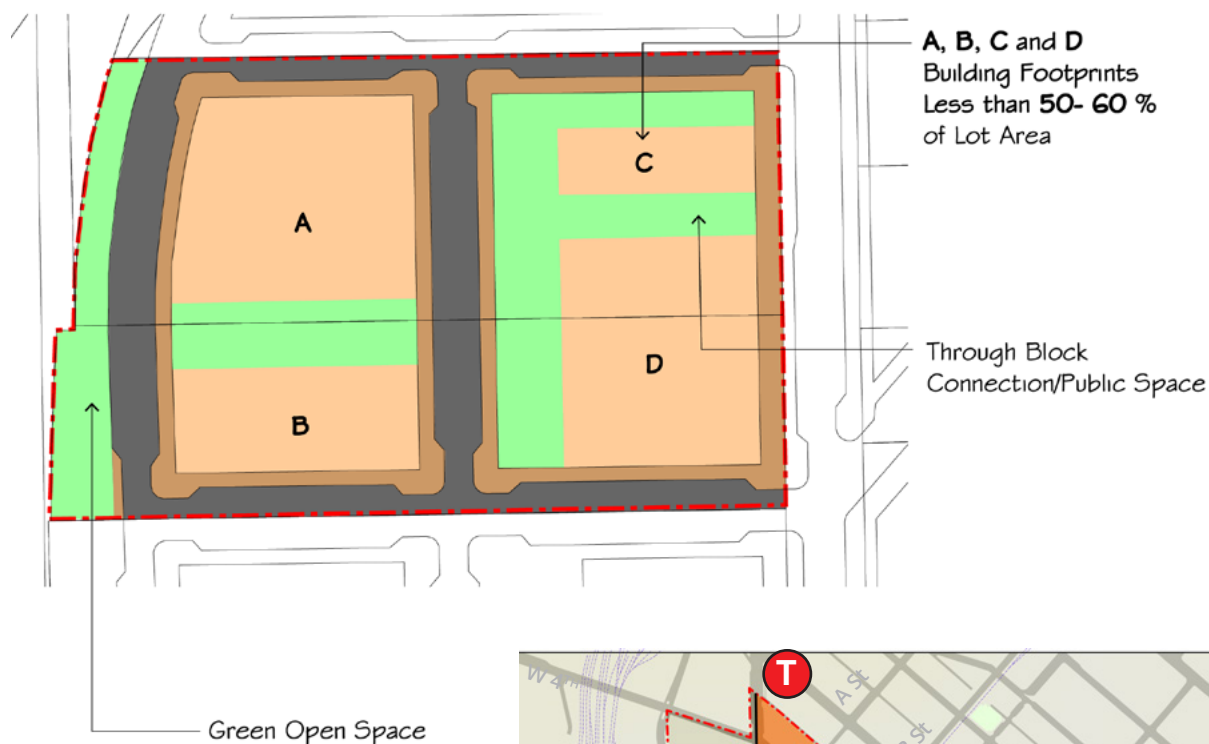 A, B, C and D
Building Footprints
Less than 50- 60 %
of Lot Area
C
A
Through Block
Connection/Public Space
D
B
Green Open Space
T
A St